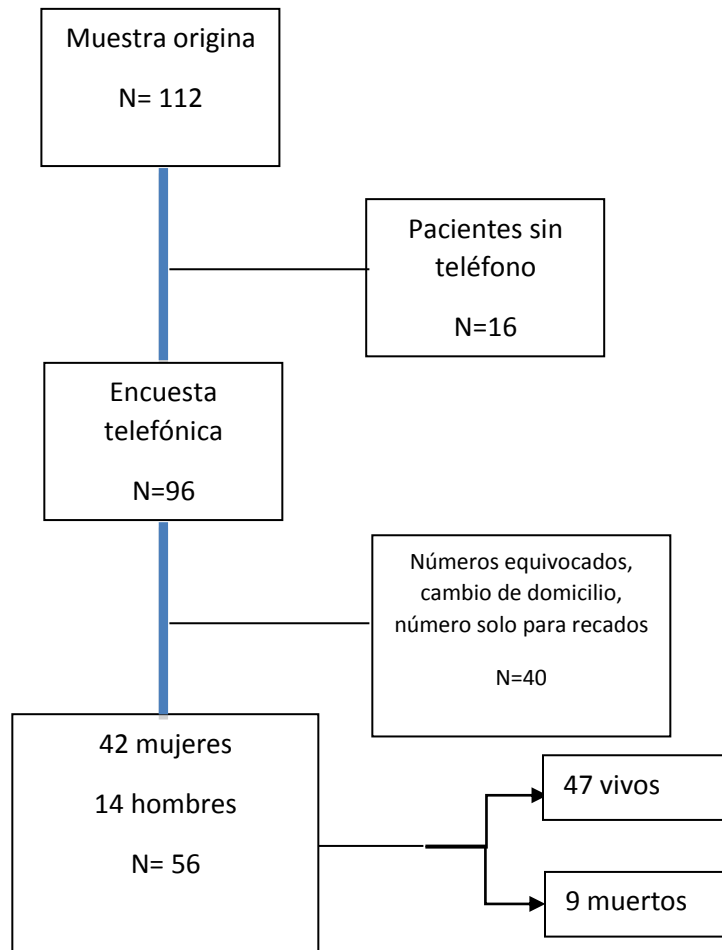 Muestra origina
N= 112
Pacientes sin
teléfono
N=16
Encuesta
telefónica
N=96
Números equivocados,
cambio de domicilio,
número solo para recados
N=40
42 mujeres
14 hombres
N= 56
47 vivos
9 muertos